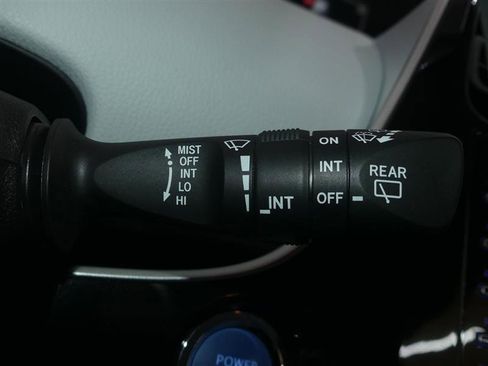 MIST
OFF
INT
LO
HI
INT
ON
INT
OFF
REAR
POWER